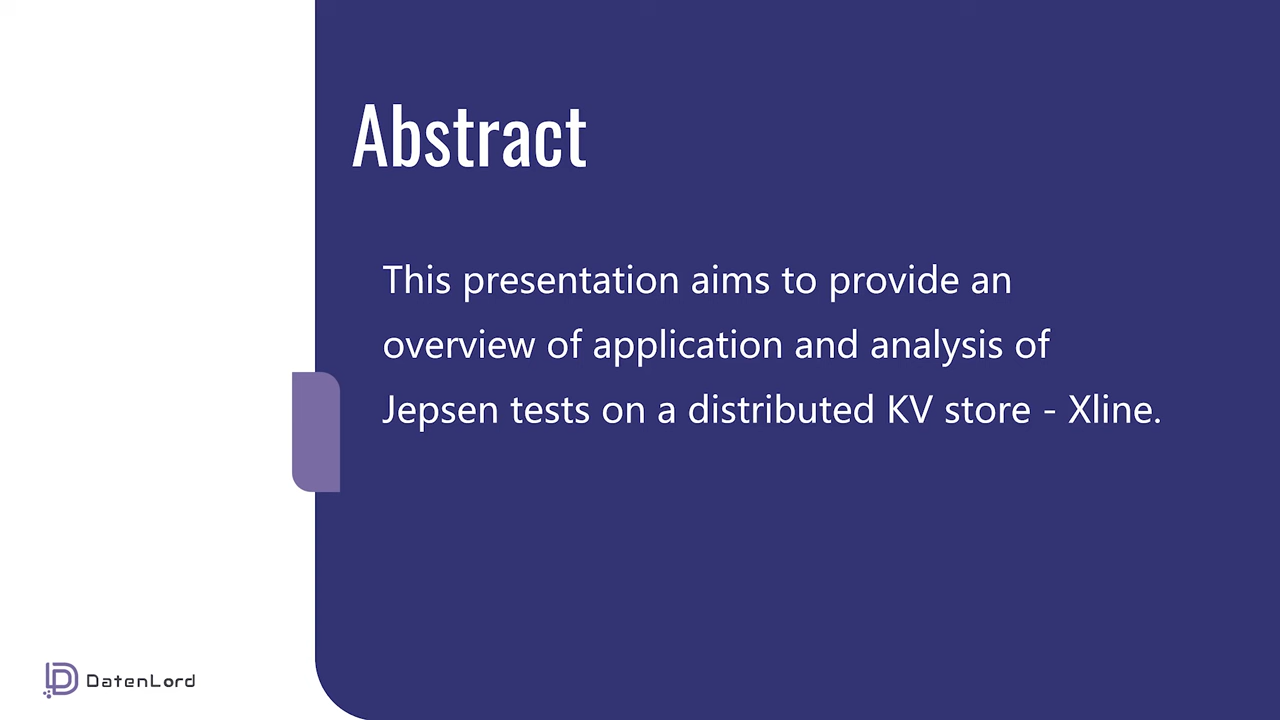 Abstract
This presentation aims to provide an
overview of application and analysis of
Jepsen tests on a distributed KV store - Xline.
DatenLord